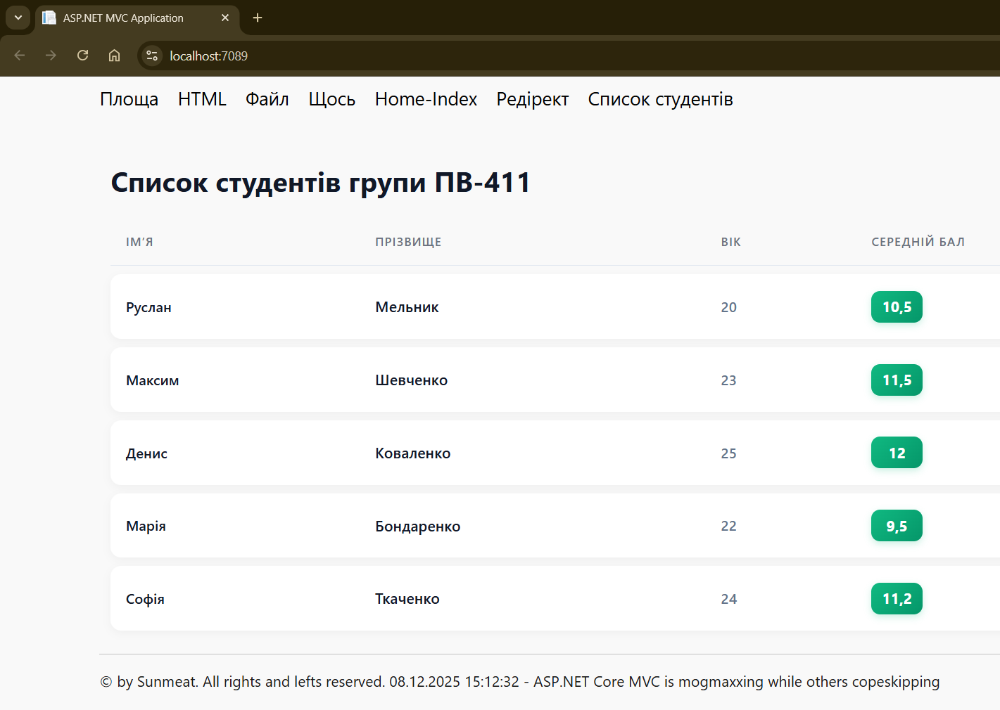 ASP.NET MVC Application
localhost:7089
Площа HTML Файл Щось Home-Index Редірект Список студентів
Список студентів групи ПВ-411
ІМ'Я ПРІЗВИЩЕ ВІК СЕРЕДНІЙ БАЛ
Руслан Мельник 20 10,5
Максим Шевченко 23 11,5
Денис Коваленко 25 12
Марія Бондаренко 22 9,5
Софія Ткаченко 24 11,2
© by Sunmeat. All rights and lefts reserved. 08.12.2025 15:12:32 - ASP.NET Core MVC is mogmaxxing while others copeskipping